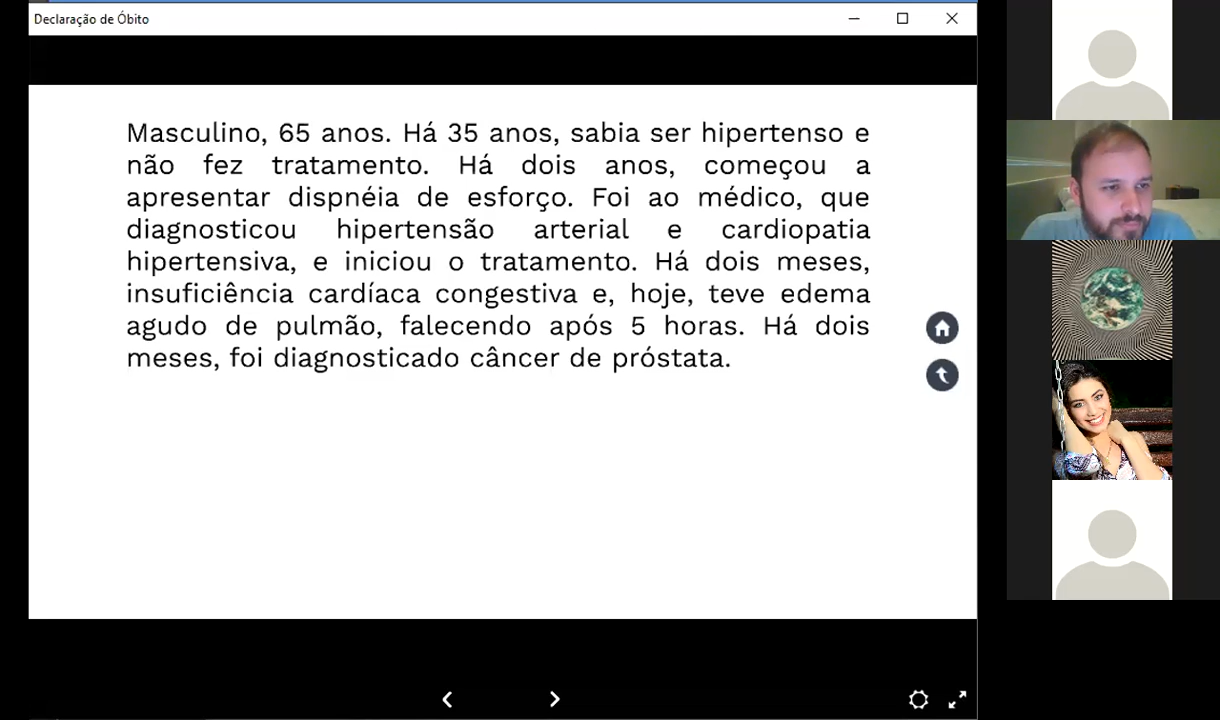 Declaração de Óbito
Masculino, 65 anos. Há 35 anos, sabia ser hipertenso e
não fez tratamento. Há dois anos, começou a
apresentar dispnéia de esforço. Foi ao médico, que
diagnosticou hipertensão arterial e cardiopatia
hipertensiva, e iniciou o tratamento. Há dois meses,
insuficiência cardíaca congestiva e, hoje, teve edema
agudo de pulmão, falecendo após 5 horas. Há dois
meses, foi diagnosticado câncer de próstata.